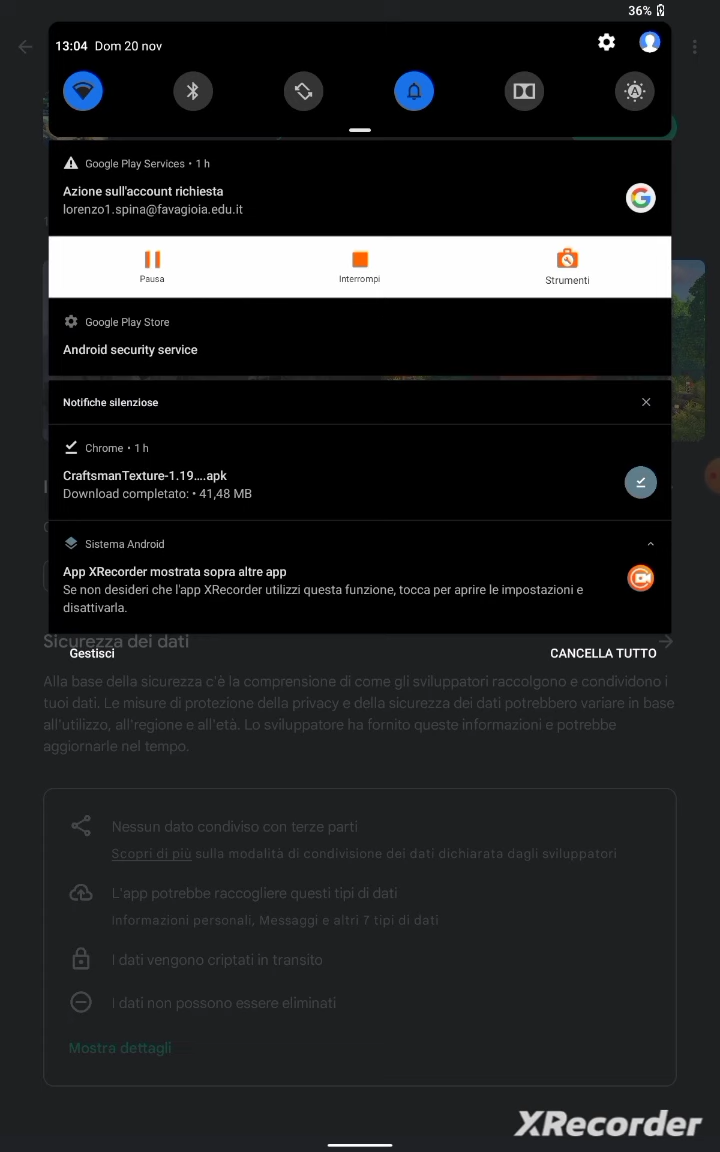 36%
13:04 Dom 20 nov
Google Play Services • 1 h
Azione sull'account richiesta
lorenzo1.spina@favagioia.edu.it
Pausa
Interrompi
Strumenti
Google Play Store
Android security service
Notifiche silenziose
Chrome • 1 h
CraftsmanTexture-1.19....apk
Download completato: • 41,48 MB
Sistema Android
App XRecorder mostrata sopra altre app
Se non desideri che l'app XRecorder utilizzi questa funzione, tocca per aprire le impostazioni e
disattivarla.
Sicurezza dei dati
Gestisci
CANCELLA TUTTO
Alla base della sicurezza c'è la comprensione di come gli sviluppatori raccolgono e condividono i
tuoi dati. Le misure di protezione della privacy e della sicurezza dei dati potrebbero variare in base
all'utilizzo, all'regione e all'età. Lo sviluppatore ha fornito queste informazioni e potrebbe
aggiornarle nel tempo.
Nessun dato condiviso con terze parti
Scopri di più sulla modalità di condivisione dei dati dichiarata dagli sviluppatori
L'app potrebbe raccogliere questi tipi di dati
Informazioni personali, Messaggi e altri 7 tipi di dati
I dati vengono criptati in transito
I dati non possono essere eliminati
Mostra dettagli
XRecorder